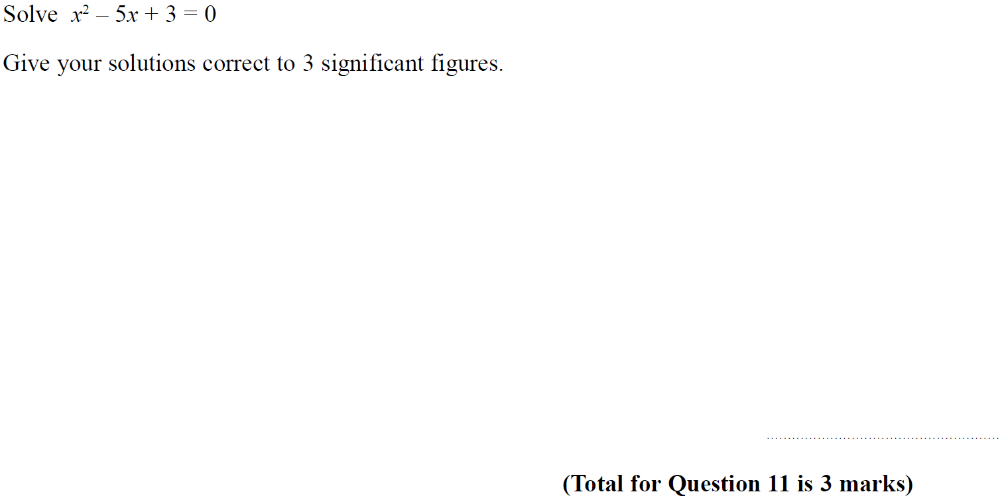 Solve x² – 5x + 3 = 0
Give your solutions correct to 3 significant figures.
.......................................................
(Total for Question 11 is 3 marks)